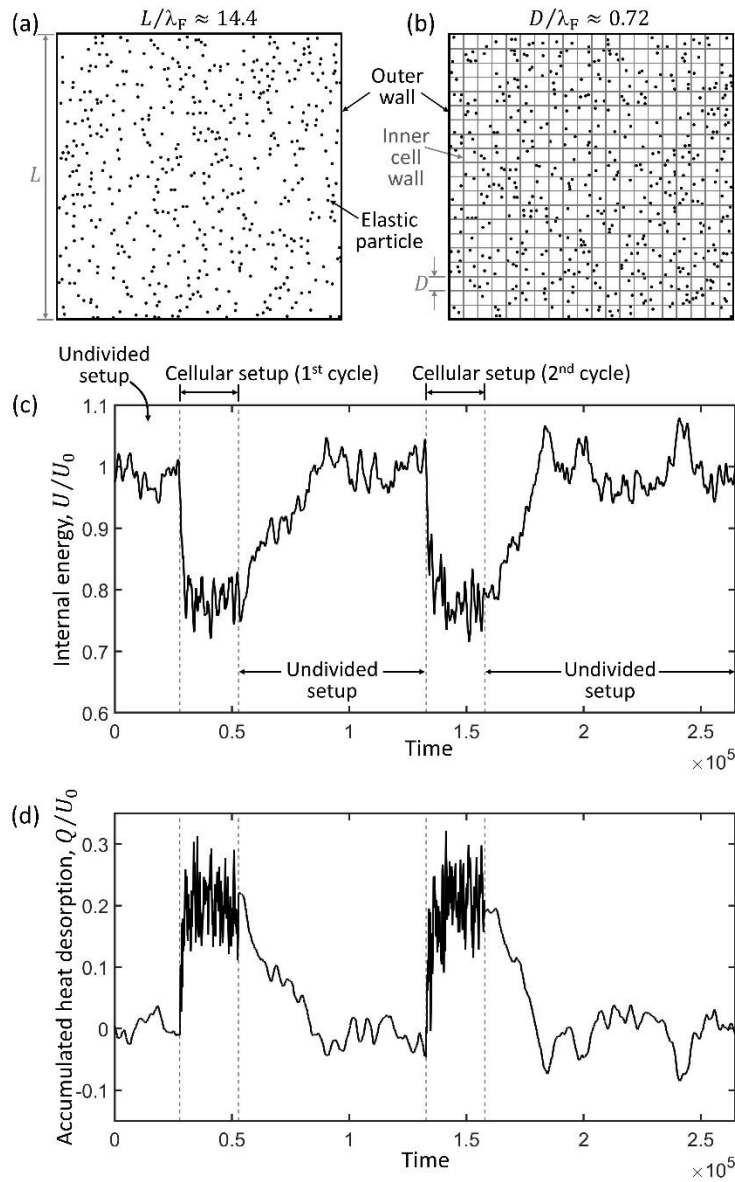 (a) L/λF ≈ 14.4
(b) D/λF ≈ 0.72
L
Outer
wall
Inner
cell
wall
Elastic
particle
D
Undivided
setup
Cellular setup (1st cycle)
Cellular setup (2nd cycle)
(c)
1.1
1
0.9
0.8
0.7
0.6
Internal energy, U/U0
Undivided
setup
Undivided
setup
0
0.5
1
1.5
2
2.5
Time
×10^5
(d)
0.3
0.2
0.1
0
-0.1
Accumulated heat desorption, Q/U0
0
0.5
1
1.5
2
2.5
Time
×10^5